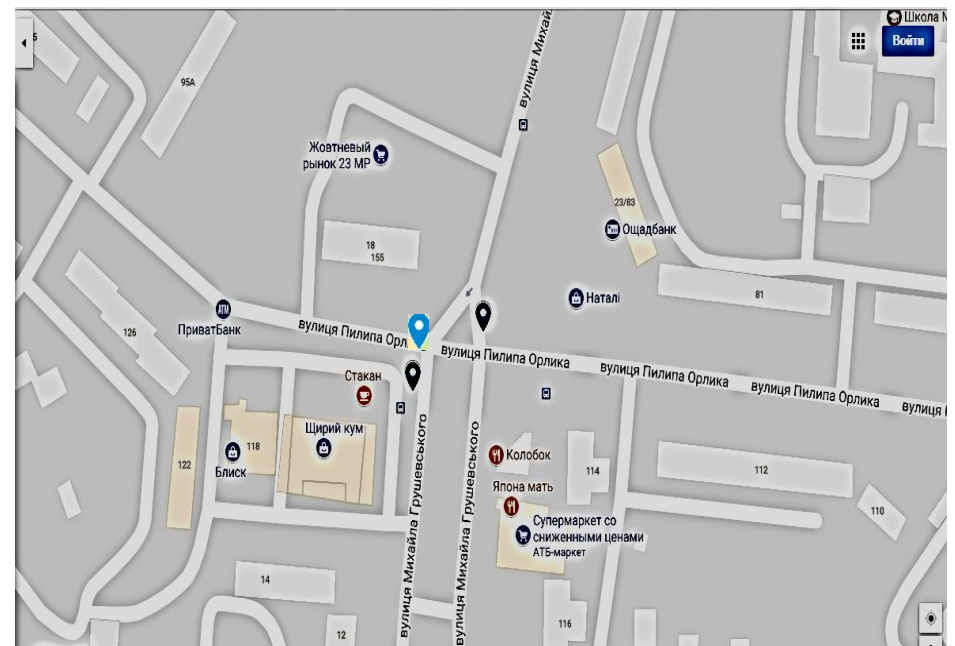 Школа N
5
Войти
95А
вулиця Михай
Жовтневый
рынок 23 МР
23/83
Ощадбанк
18
155
81
Наталі
ATM
ПриватБанк
126
вулиця Пилипа Орл
вулиця Пилипа Орлика
вулиця Пилипа Орлика
вулиця Пилипа Орлика
вулиця
Стакан
Щирий кум
118
Блиск
122
вулиця Михайла Грушевського
вулиця Михайла Грушевського
Колобок
114
112
110
Япона мать
Супермаркет со
сниженными ценами
АТБ-маркет
14
12
116